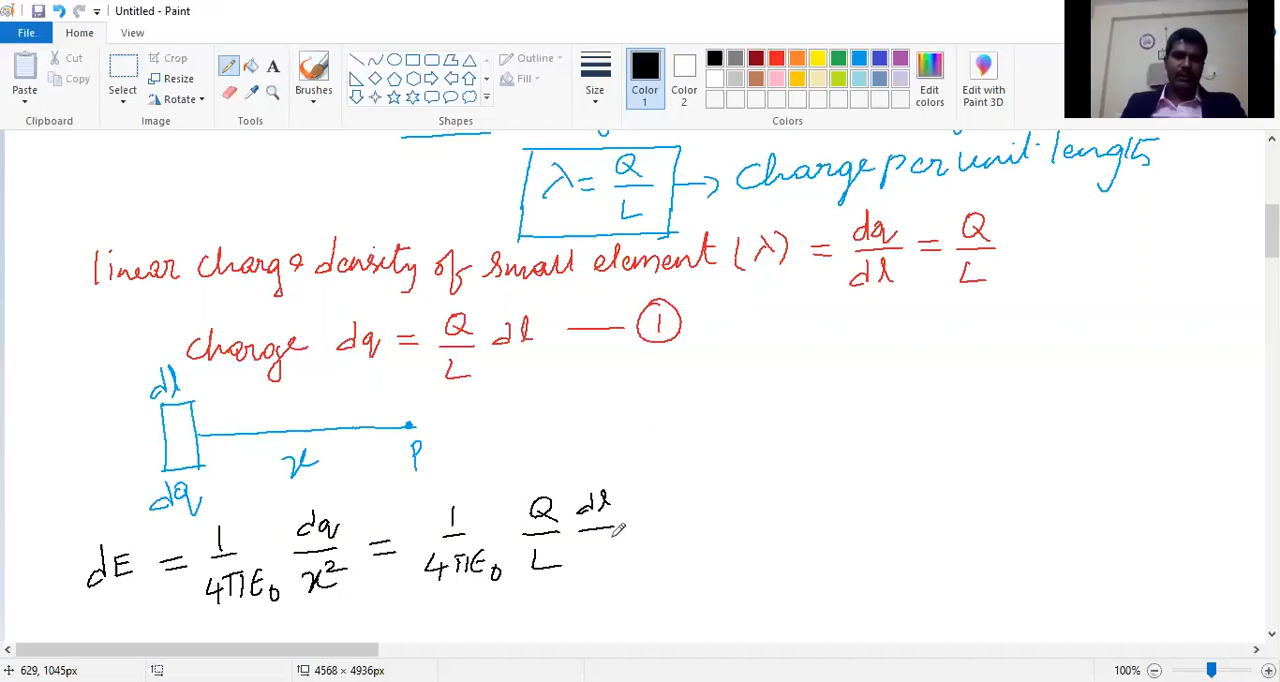 Untitled - Paint
File Home View
Paste Cut Copy Select Crop Resize Rotate Brushes Outline Fill Size Color 1 Color 2 Edit colors Edit with Paint 3D
Clipboard Image Tools Shapes Colors
λ = Q/L → charge per unit length
linear charge density of small element (λ) = dq/dl = Q/L
charge dq = Q/L dl — ①
dl
x P
dq
dE = 1/4πε₀ dq/x² = 1/4πε₀ Q/L dl
629, 1045px 4568 × 4936px 100%